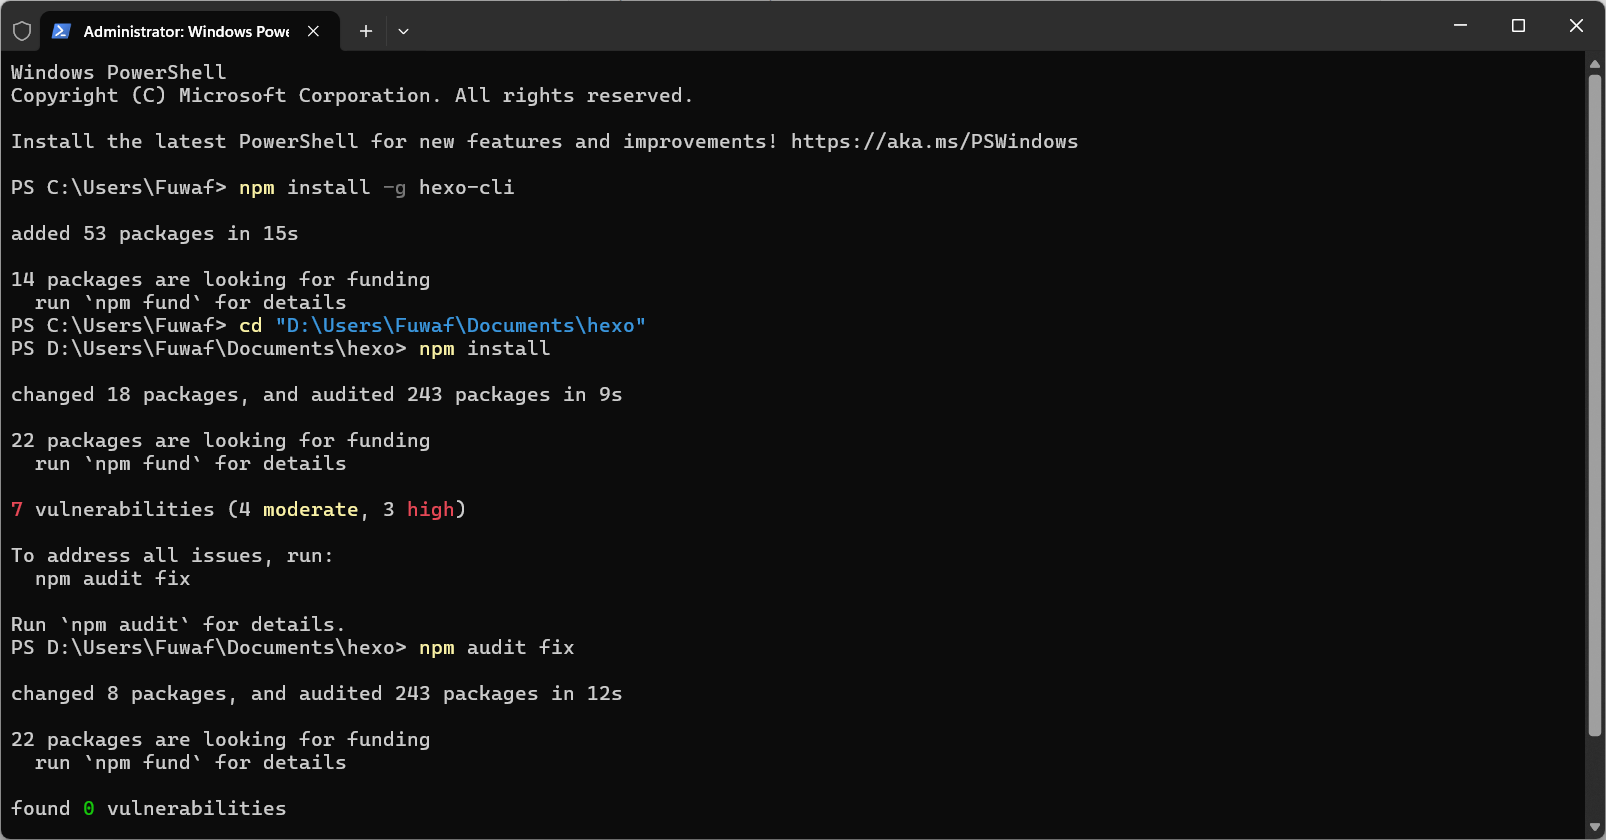 Administrator: Windows Powe
Windows PowerShell
Copyright (C) Microsoft Corporation. All rights reserved.
Install the latest PowerShell for new features and improvements! https://aka.ms/PSWindows
PS C:\Users\Fuwaf> npm install -g hexo-cli
added 53 packages in 15s
14 packages are looking for funding
  run `npm fund` for details
PS C:\Users\Fuwaf> cd "D:\Users\Fuwaf\Documents\hexo"
PS D:\Users\Fuwaf\Documents\hexo> npm install
changed 18 packages, and audited 243 packages in 9s
22 packages are looking for funding
  run `npm fund` for details
7 vulnerabilities (4 moderate, 3 high)
To address all issues, run:
  npm audit fix
Run `npm audit` for details.
PS D:\Users\Fuwaf\Documents\hexo> npm audit fix
changed 8 packages, and audited 243 packages in 12s
22 packages are looking for funding
  run `npm fund` for details
found 0 vulnerabilities